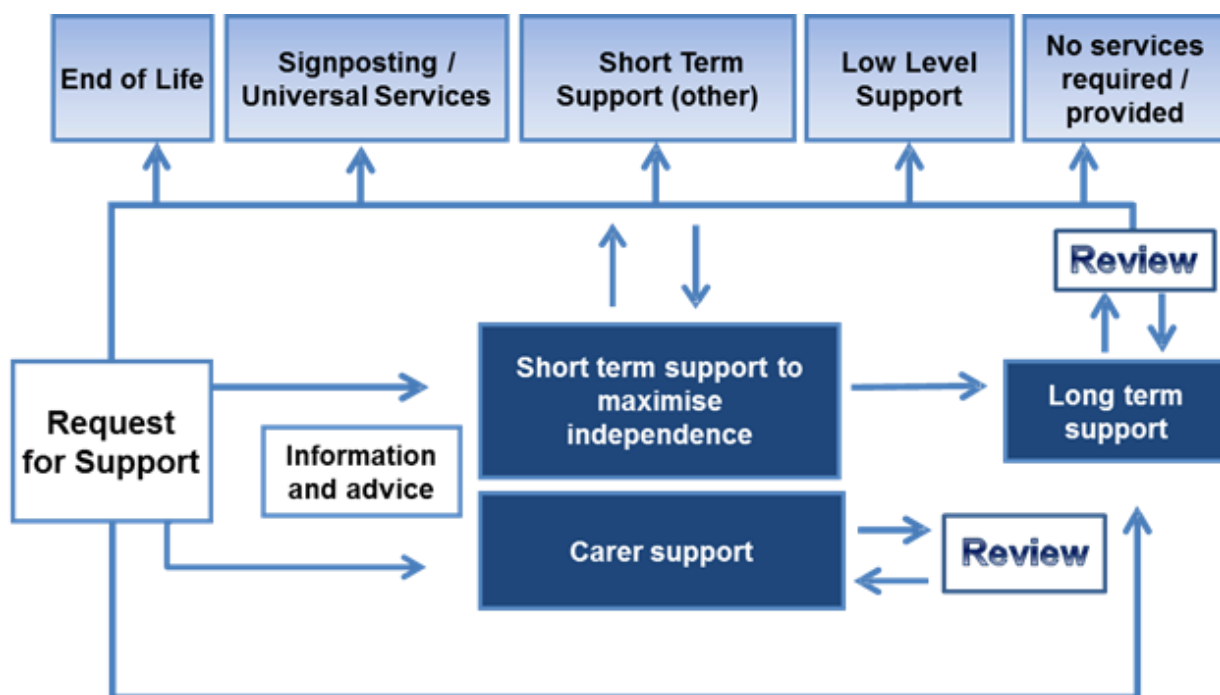 End of Life
Signposting /
Universal Services
Short Term
Support (other)
Low Level
Support
No services
required /
provided
Review
Request
for Support
Information
and advice
Short term support to
maximise
independence
Long term
support
Carer support
Review